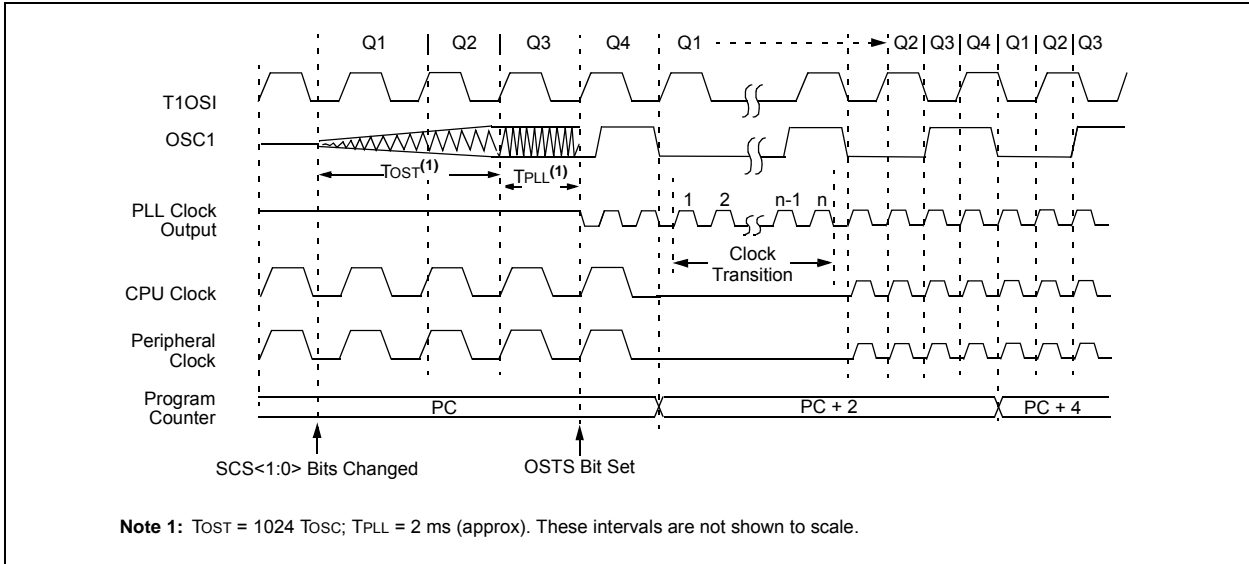 Q1 Q2 Q3 Q4 Q1 Q2 Q3 Q4 Q1 Q2 Q3
T1OSI
OSC1
TOST(1) TPLL(1)
PLL Clock
Output
1 2 n-1 n
Clock
Transition
CPU Clock
Peripheral
Clock
Program
Counter
PC PC + 2 PC + 4
SCS<1:0> Bits Changed OSTS Bit Set
Note 1: TOST = 1024 TOSC; TPLL = 2 ms (approx). These intervals are not shown to scale.